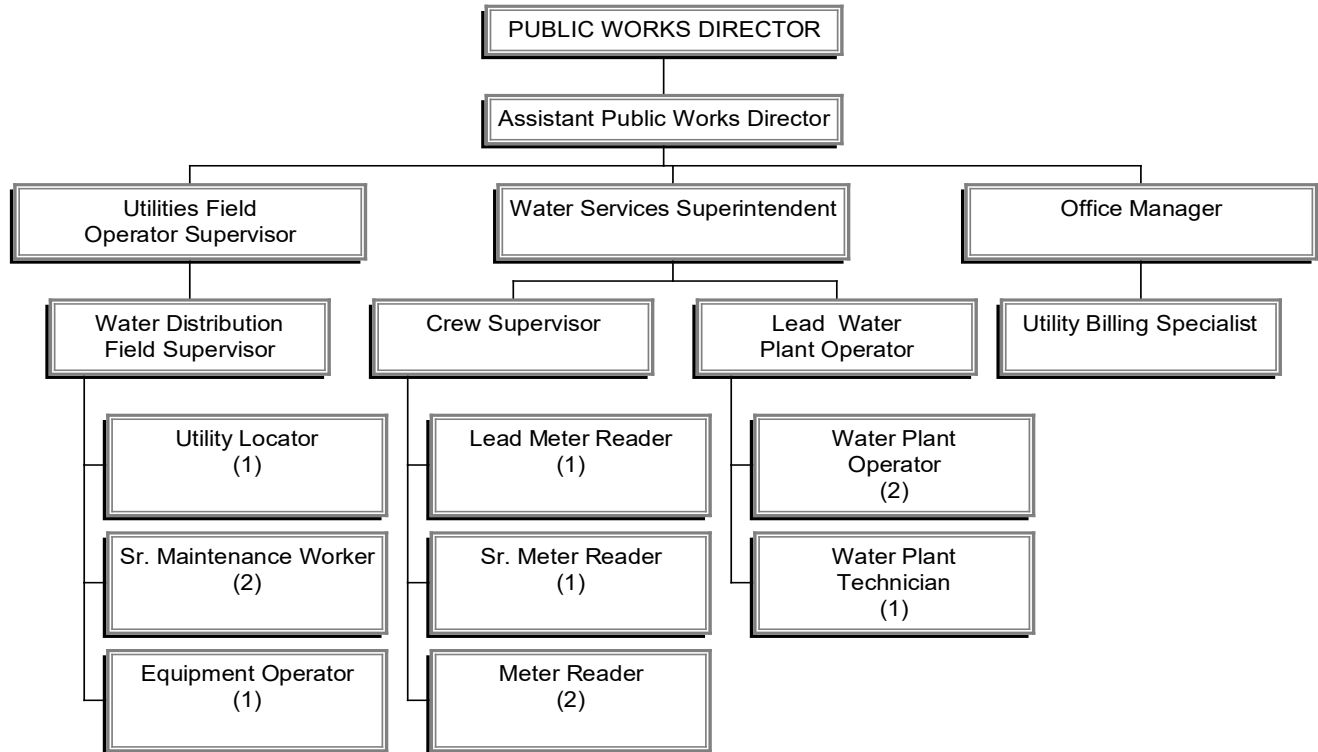 PUBLIC WORKS DIRECTOR
Assistant Public Works Director
Utilities Field
Operator Supervisor
Water Services Superintendent
Office Manager
Water Distribution
Field Supervisor
Crew Supervisor
Lead Water
Plant Operator
Utility Billing Specialist
Utility Locator
(1)
Lead Meter Reader
(1)
Water Plant
Operator
(2)
Sr. Maintenance Worker
(2)
Sr. Meter Reader
(1)
Water Plant
Technician
(1)
Equipment Operator
(1)
Meter Reader
(2)